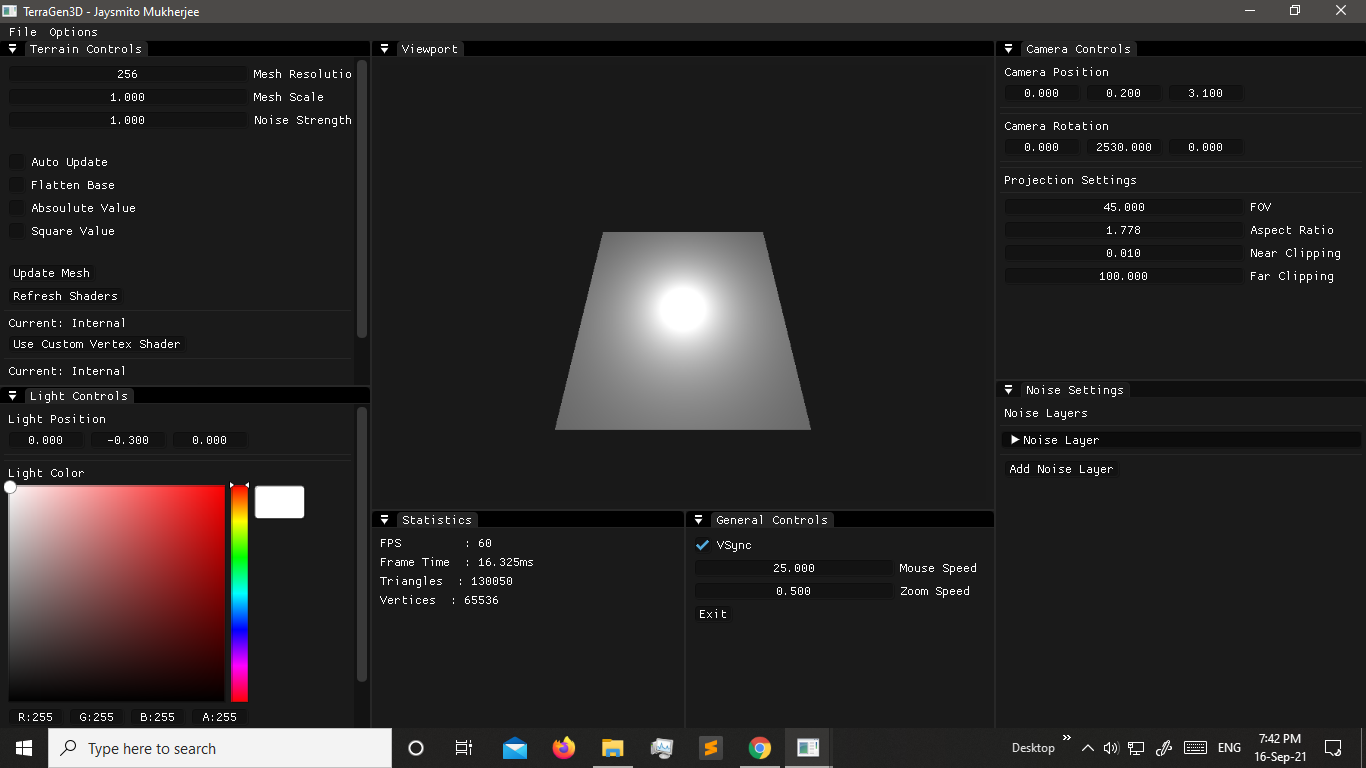 TerraGen3D - Jaysmito Mukherjee
File Options
Terrain Controls
256 Mesh Resolutio
1.000 Mesh Scale
1.000 Noise Strength
Auto Update
Flatten Base
Absoulute Value
Square Value
Update Mesh
Refresh Shaders
Current: Internal
Use Custom Vertex Shader
Current: Internal
Light Controls
Light Position
0.000 -0.300 0.000
Light Color
R:255 G:255 B:255 A:255
Viewport
Statistics
FPS : 60
Frame Time : 16.325ms
Triangles : 130050
Vertices : 65536
General Controls
VSync
25.000 Mouse Speed
0.500 Zoom Speed
Exit
Camera Controls
Camera Position
0.000 0.200 3.100
Camera Rotation
0.000 2530.000 0.000
Projection Settings
45.000 FOV
1.778 Aspect Ratio
0.010 Near Clipping
100.000 Far Clipping
Noise Settings
Noise Layers
Noise Layer
Add Noise Layer
Type here to search
Desktop
ENG
7:42 PM
16-Sep-21